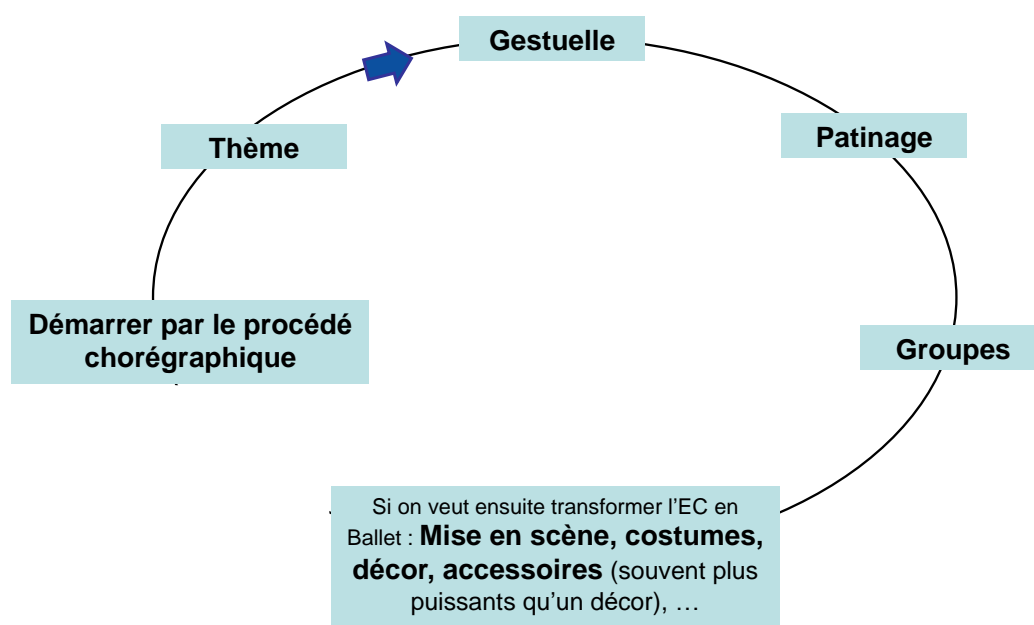 Gestuelle
Thème
Patinage
Démarrer par le procédé
chorégraphique
Groupes
Si on veut ensuite transformer l’EC en
Ballet : Mise en scène, costumes,
décor, accessoires (souvent plus
puissants qu’un décor), …